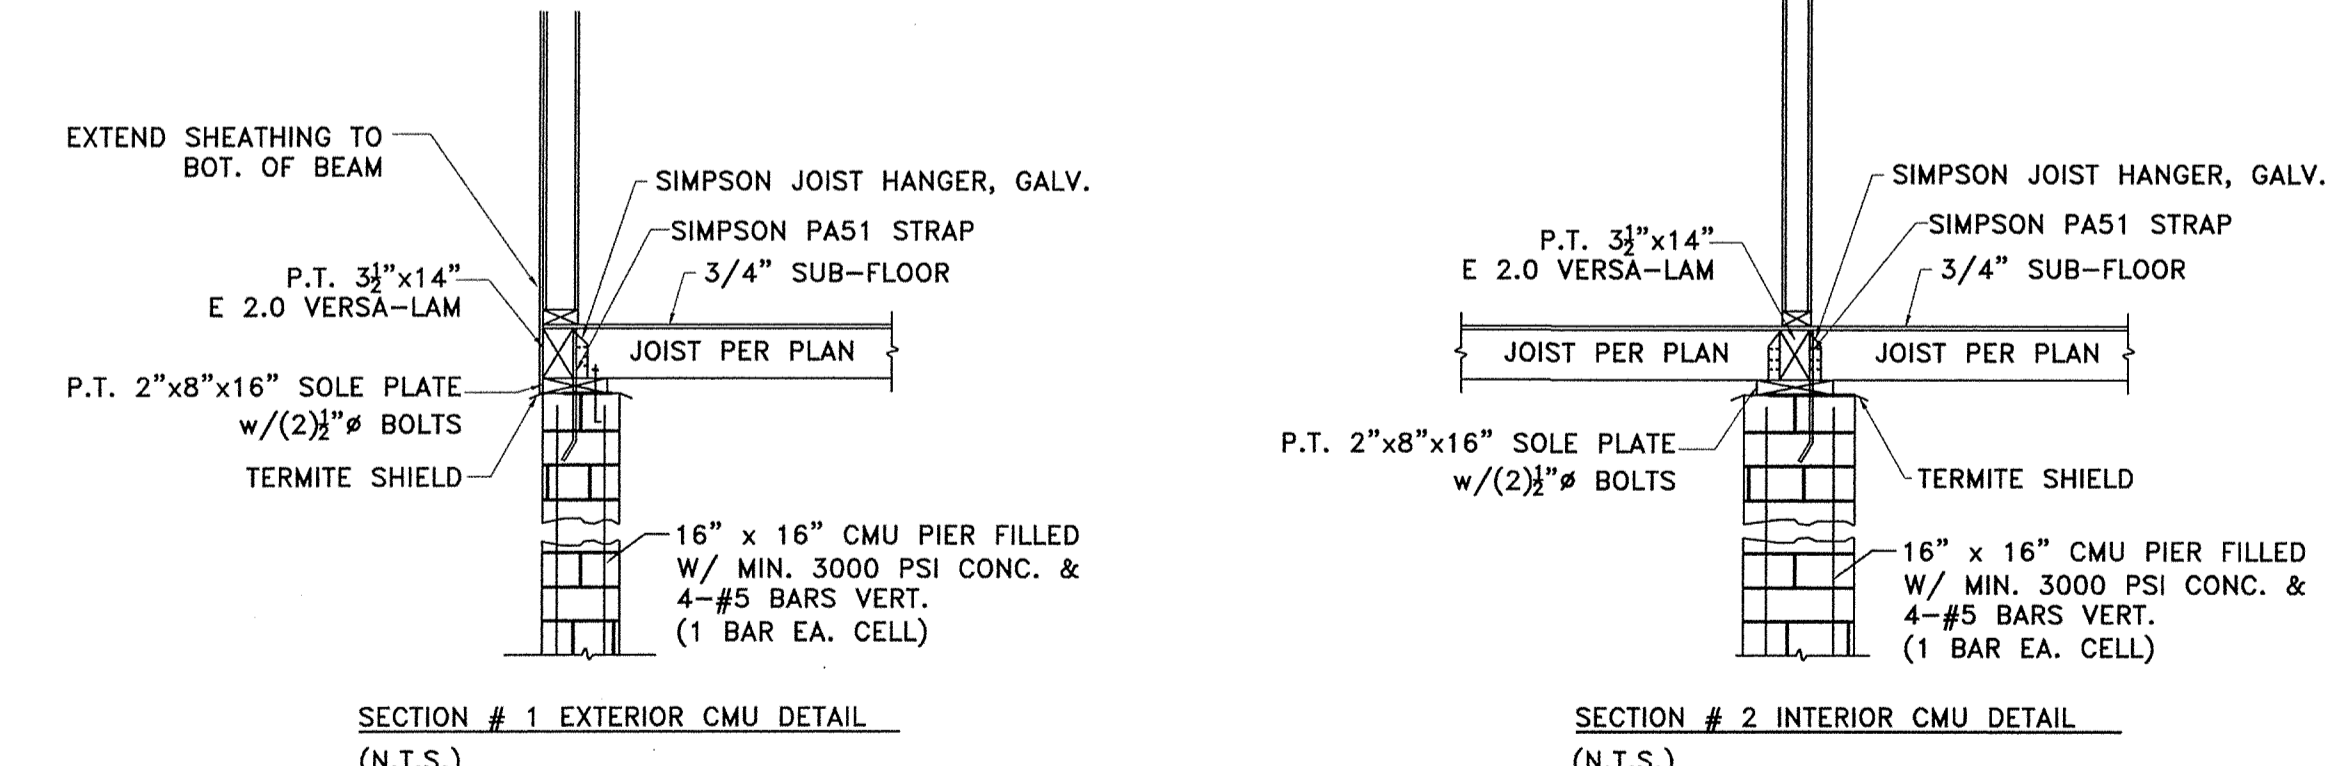 EXTEND SHEATHING TO
BOT. OF BEAM
SIMPSON JOIST HANGER, GALV.
SIMPSON PA51 STRAP
3/4" SUB-FLOOR
P.T. 3½"x14"
E 2.0 VERSA-LAM
JOIST PER PLAN
P.T. 2"x8"x16" SOLE PLATE
w/(2)½"ø BOLTS
TERMITE SHIELD
16" x 16" CMU PIER FILLED
W/ MIN. 3000 PSI CONC. &
4-#5 BARS VERT.
(1 BAR EA. CELL)
SECTION # 1 EXTERIOR CMU DETAIL
(N.T.S.)
SIMPSON JOIST HANGER, GALV.
SIMPSON PA51 STRAP
3/4" SUB-FLOOR
P.T. 3½"x14"
E 2.0 VERSA-LAM
JOIST PER PLAN
JOIST PER PLAN
P.T. 2"x8"x16" SOLE PLATE
w/(2)½"ø BOLTS
TERMITE SHIELD
16" x 16" CMU PIER FILLED
W/ MIN. 3000 PSI CONC. &
4-#5 BARS VERT.
(1 BAR EA. CELL)
SECTION # 2 INTERIOR CMU DETAIL
(N.T.S.)